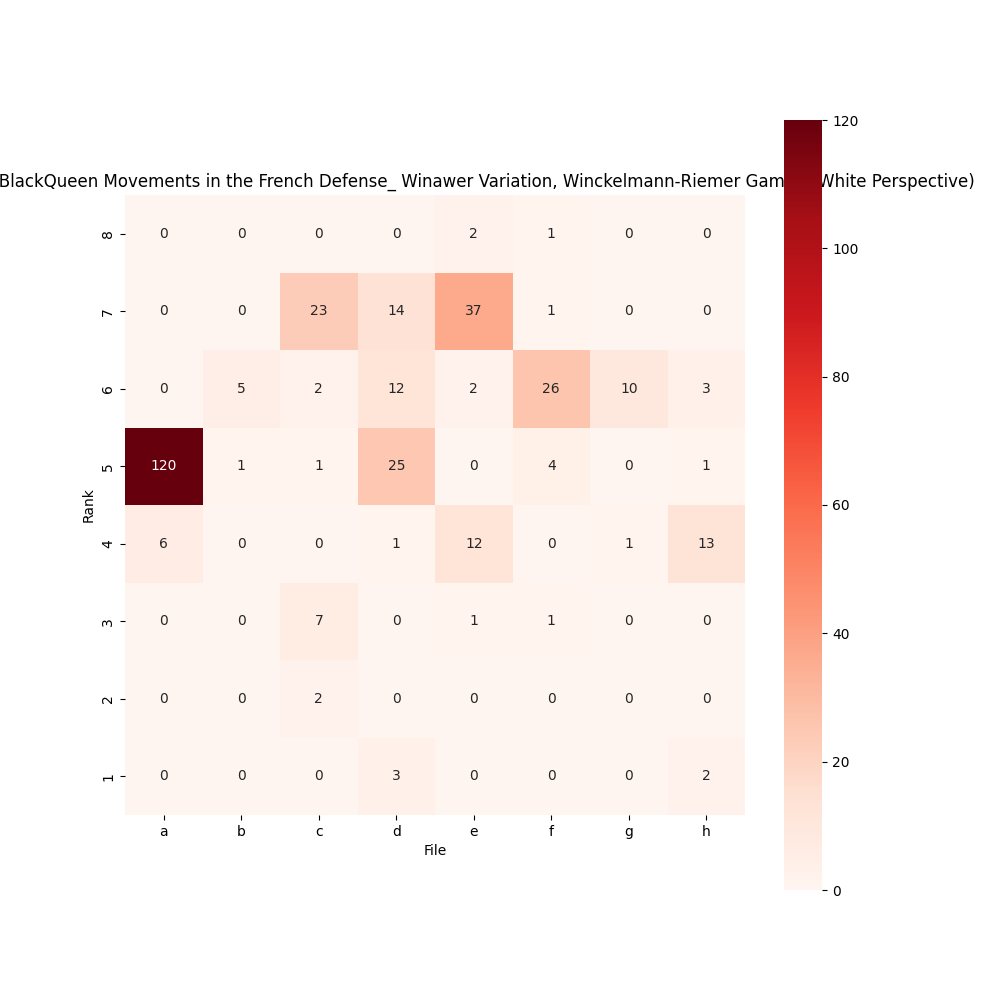 BlackQueen Movements in the French Defense_ Winawer Variation, Winckelmann-Riemer White Perspective)
120
100
80
60
40
20
0
Rank
8 0 0 0 0 2 1 0 0
7 0 0 23 14 37 1 0 0
6 0 5 2 12 2 26 10 3
5 120 1 1 25 0 4 0 1
4 6 0 0 1 12 0 1 13
3 0 0 7 0 1 1 0 0
2 0 0 2 0 0 0 0 0
1 0 0 0 3 0 0 0 2
a b c d e f g h
File